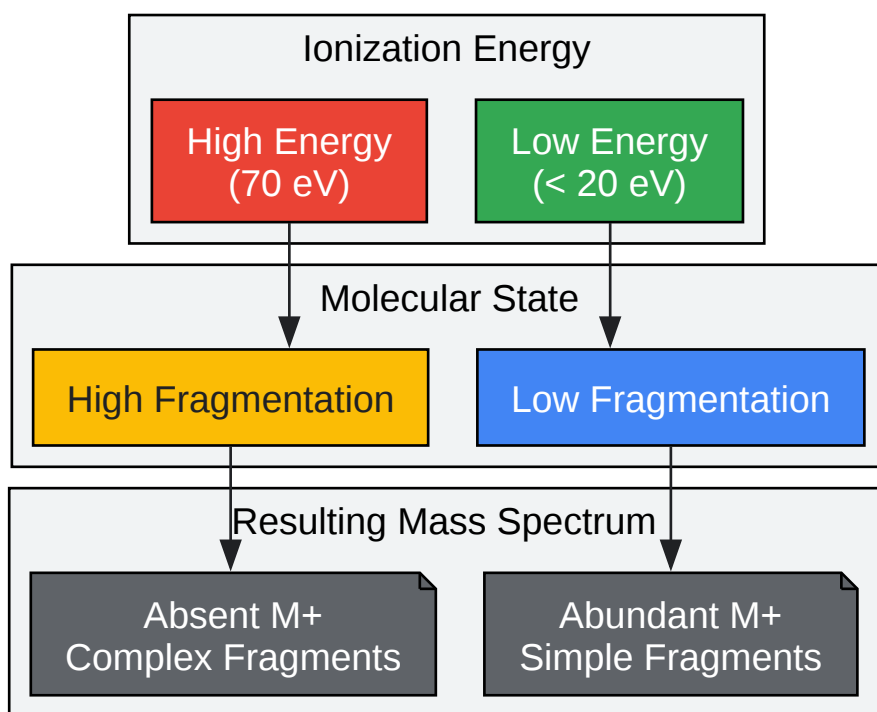 Ionization Energy
High Energy
(70 eV)
Low Energy
(< 20 eV)
Molecular State
High Fragmentation
Low Fragmentation
Resulting Mass Spectrum
Absent M+
Complex Fragments
Abundant M+
Simple Fragments